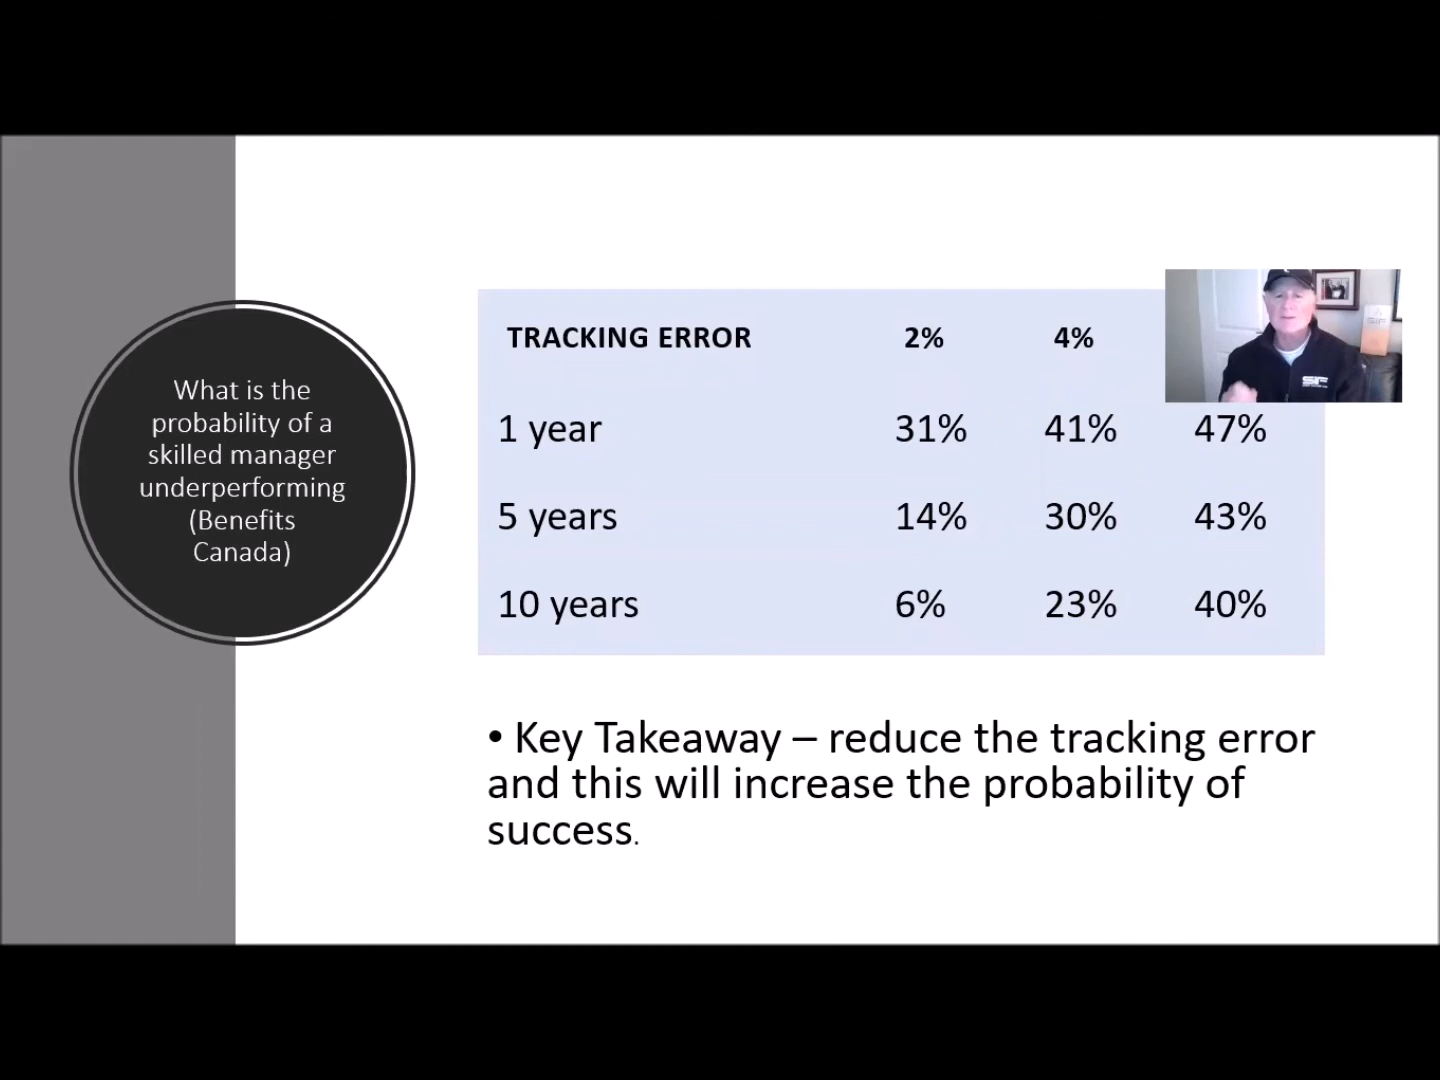 What is the
probability of a
skilled manager
underperforming
(Benefits
Canada)
TRACKING ERROR 2% 4%
1 year 31% 41% 47%
5 years 14% 30% 43%
10 years 6% 23% 40%
• Key Takeaway – reduce the tracking error
and this will increase the probability of
success.